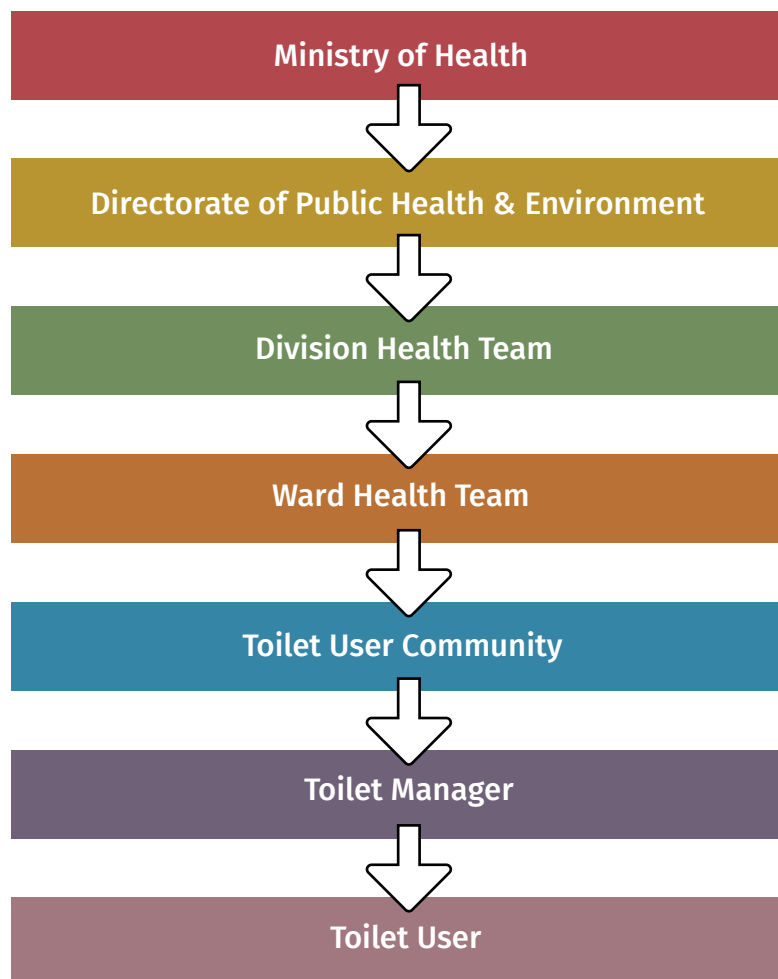 Ministry of Health
Directorate of Public Health & Environment
Division Health Team
Ward Health Team
Toilet User Community
Toilet Manager
Toilet User